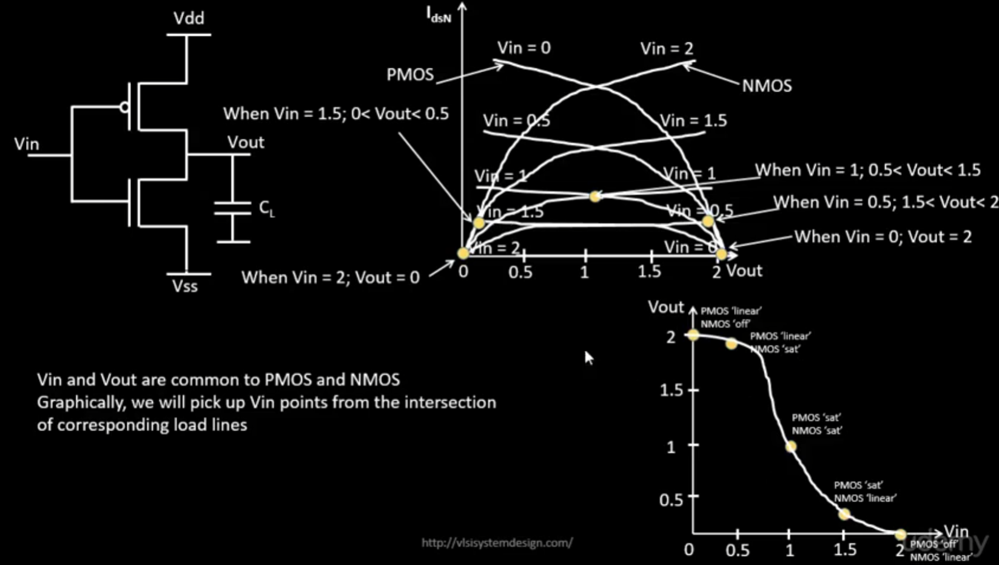 Vdd
Vin
Vout
C_L
Vss
I_dsN
Vin = 0
Vin = 2
PMOS
NMOS
When Vin = 1.5; 0< Vout< 0.5
Vin = 0.5
Vin = 1.5
Vin = 1
Vin = 1
When Vin = 1; 0.5< Vout< 1.5
Vin = 1.5
Vin = 0.5
When Vin = 0.5; 1.5< Vout< 2
Vin = 2
Vin = 0
When Vin = 0; Vout = 2
When Vin = 2; Vout = 0
0 0.5 1 1.5 2 Vout
Vout
PMOS ‘linear’
NMOS ‘off’
2
PMOS ‘linear’
NMOS ‘sat’
1.5
PMOS ‘sat’
NMOS ‘sat’
1
PMOS ‘sat’
NMOS ‘linear’
0.5
Vin
0 0.5 1 1.5 2
PMOS ‘off’
NMOS ‘linear’
Vin and Vout are common to PMOS and NMOS
Graphically, we will pick up Vin points from the intersection
of corresponding load lines
http://vlsisystemdesign.com/
udemy